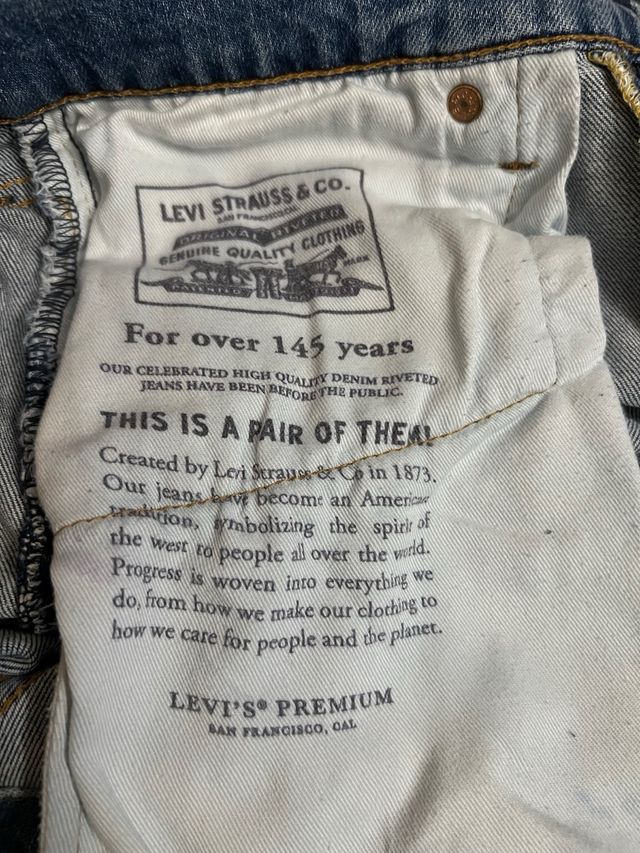 LEVI STRAUSS & CO.
SAN FRANCISCO
ORIGINAL RIVETED
GENUINE QUALITY CLOTHING
For over 145 years
OUR CELEBRATED HIGH QUALITY DENIM RIVETED
JEANS HAVE BEEN BEFORE THE PUBLIC.
THIS IS A PAIR OF THEM!
Created by Levi Strauss & Co in 1873.
Our jeans have become an American
tradition, symbolizing the spirit of
the west to people all over the world.
Progress is woven into everything we
do, from how we make our clothing to
how we care for people and the planet.
LEVI'S® PREMIUM
SAN FRANCISCO, CAL